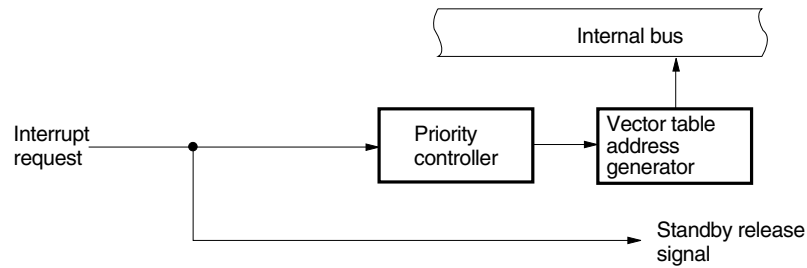 Internal bus
Interrupt
request
Priority
controller
Vector table
address
generator
Standby release
signal